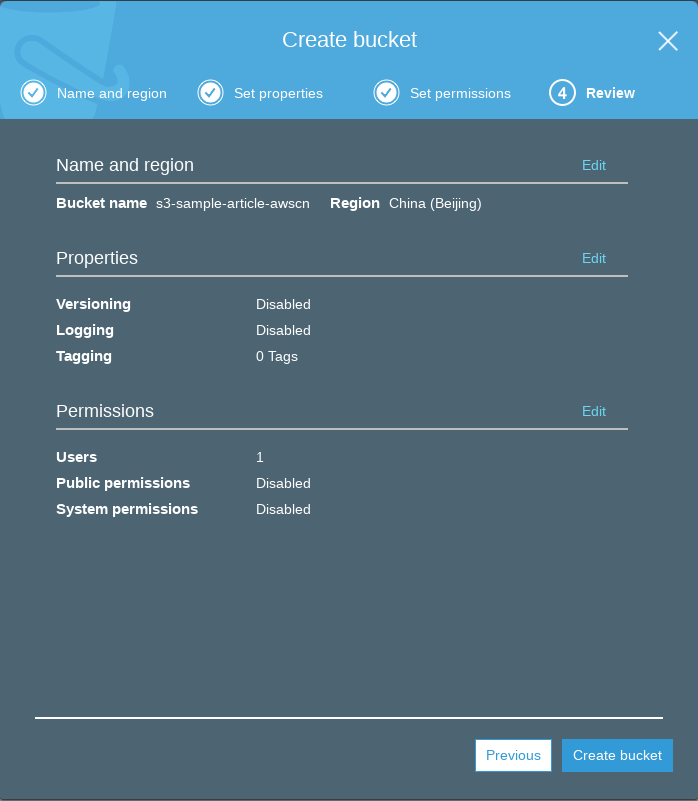 Create bucket
Name and region Set properties Set permissions 4 Review
Name and region Edit
Bucket name s3-sample-article-awscn Region China (Beijing)
Properties Edit
Versioning Disabled
Logging Disabled
Tagging 0 Tags
Permissions Edit
Users 1
Public permissions Disabled
System permissions Disabled
Previous Create bucket